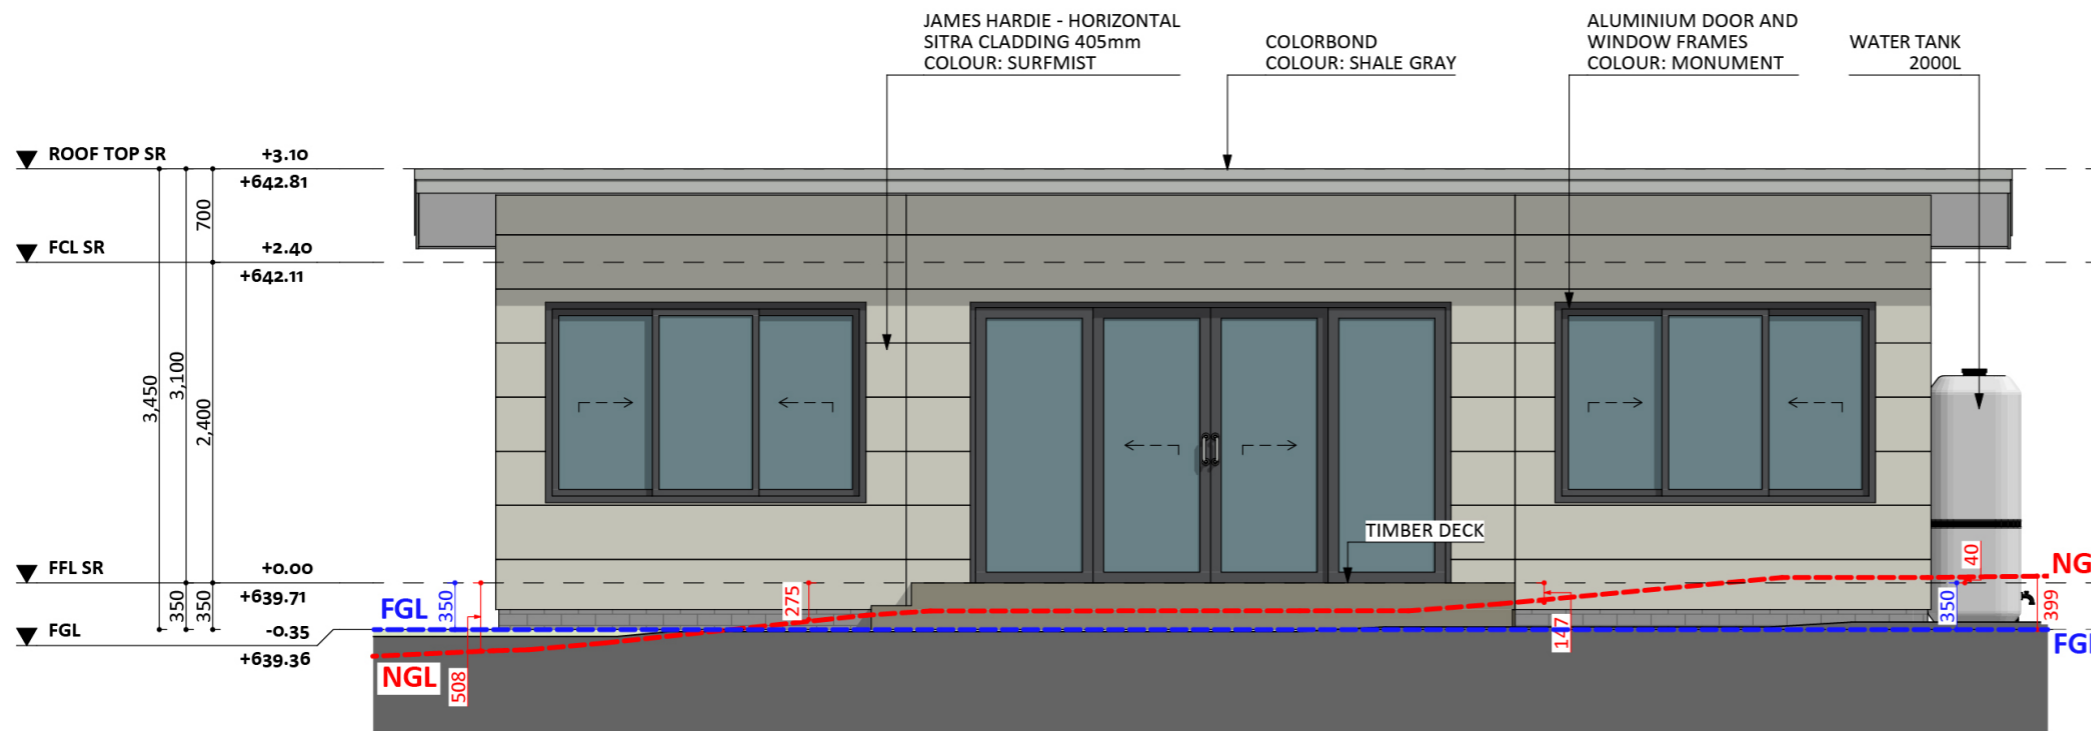 JAMES HARDIE - HORIZONTAL
SITRA CLADDING 405mm
COLOUR: SURFMIST
COLORBOND
COLOUR: SHALE GRAY
ALUMINIUM DOOR AND
WINDOW FRAMES
COLOUR: MONUMENT
WATER TANK
2000L
ROOF TOP SR +3.10
+642.81
700
FCL SR +2.40
+642.11
3,450
3,100
2,400
TIMBER DECK
FFL SR +0.00
+639.71
350
350
FGL
350
275
40
NG
350
399
147
FGL -0.35
+639.36
NGL
508
FGL